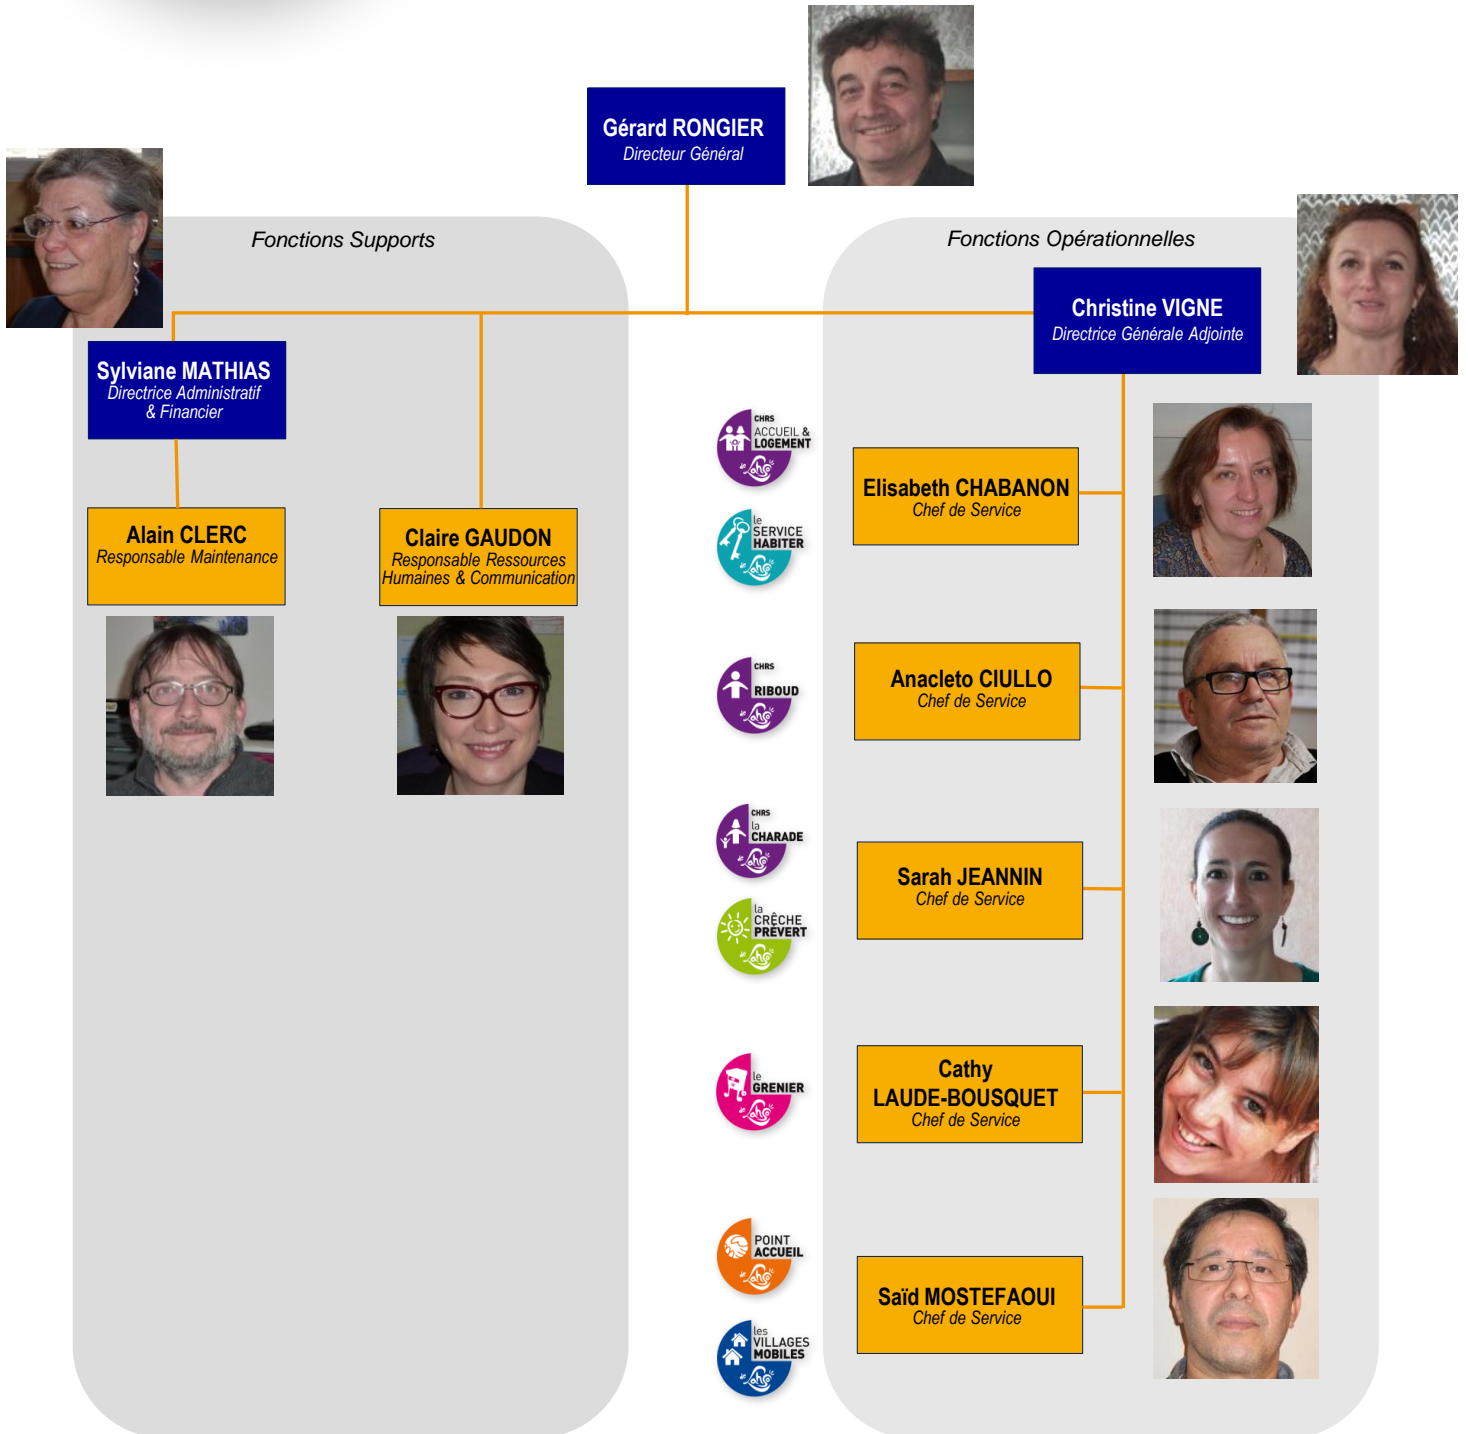 Gérard RONGIER
Directeur Général
Fonctions Supports
Fonctions Opérationnelles
Christine VIGNE
Directrice Générale Adjointe
Sylviane MATHIAS
Directrice Administratif
& Financier
Alain CLERC
Responsable Maintenance
Claire GAUDON
Responsable Ressources
Humaines & Communication
CHRS
ACCUEIL &
LOGEMENT
le
SERVICE
HABITER
Elisabeth CHABANON
Chef de Service
CHRS
RIBOUD
Anacleto CIULLO
Chef de Service
CHRS
la
CHARADE
la
CRÊCHE
PRÉVERT
Sarah JEANNIN
Chef de Service
le
GRENIER
Cathy
LAUDE-BOUSQUET
Chef de Service
POINT
ACCUEIL
les
VILLAGES
MOBILES
Saïd MOSTEFAOUI
Chef de Service